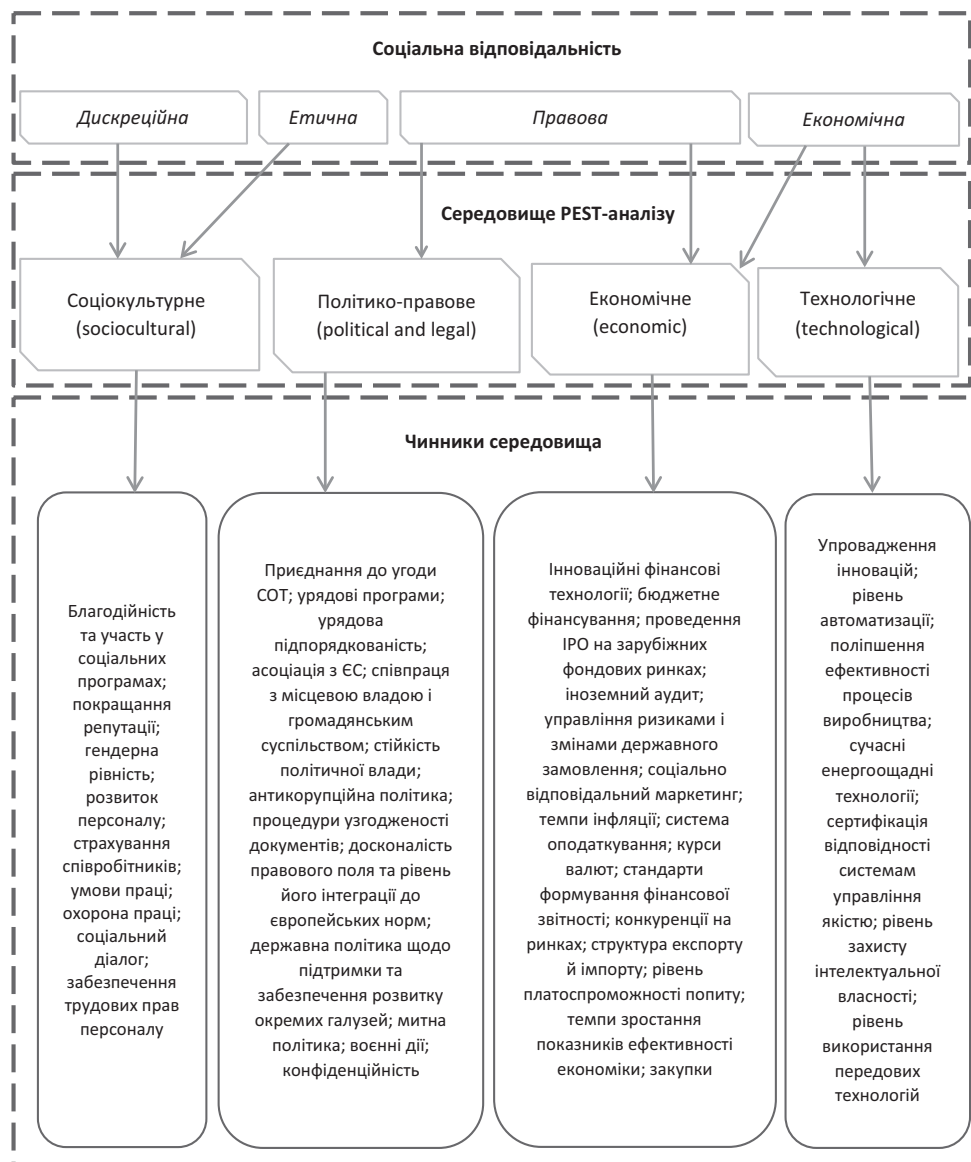 Соціальна відповідальність
Дискреційна
Етична
Правова
Економічна
Середовище PEST-аналізу
Соціокультурне
(sociocultural)
Політико-правове
(political and legal)
Економічне
(economic)
Технологічне
(technological)
Чинники середовища
Благодійність
та участь у
соціальних
програмах;
покращання
репутації;
гендерна
рівність;
розвиток
персоналу;
страхування
співробітників;
умови праці;
охорона праці;
соціальний
діалог;
забезпечення
трудових прав
персоналу
Приєднання до угоди
СОТ; урядові програми;
урядова
підпорядкованість;
асоціація з ЄС; співпраця
з місцевою владою і
громадянським
суспільством; стійкість
політичної влади;
антикорупційна політика;
процедури узгодженості
документів; досконалість
правового поля та рівень
його інтеграції до
європейських норм;
державна політика щодо
підтримки та
забезпечення розвитку
окремих галузей; митна
політика; воєнні дії;
конфіденційність
Інноваційні фінансові
технології; бюджетне
фінансування; проведення
IPO на зарубіжних
фондових ринках;
іноземний аудит;
управління ризиками і
змінами державного
замовлення; соціально
відповідальний маркетинг;
темпи інфляції; система
оподаткування; курси
валют; стандарти
формування фінансової
звітності; конкуренції на
ринках; структура експорту
й імпорту; рівень
платоспроможності попиту;
темпи зростання
показників ефективності
економіки; закупки
Упровадження
інновацій;
рівень
автоматизації;
поліпшення
ефективності
процесів
виробництва;
сучасні
енергоощадні
технології;
сертифікація
відповідності
системам
управління
якістю; рівень
захисту
інтелектуальної
власності;
рівень
використання
передових
технологій